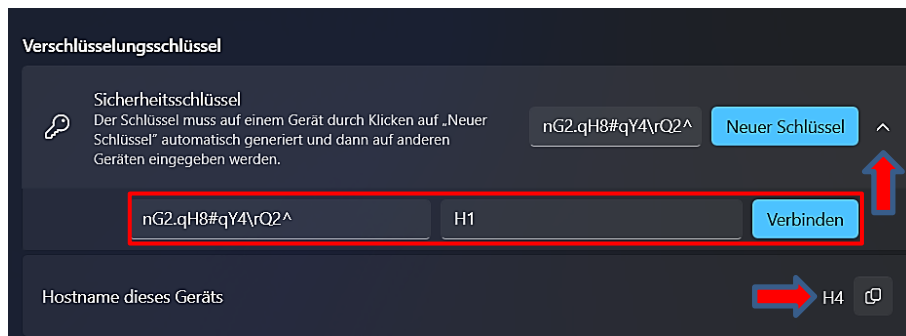 Verschlüsselungsschlüssel
Sicherheitsschlüssel
Der Schlüssel muss auf einem Gerät durch Klicken auf „Neuer
Schlüssel" automatisch generiert und dann auf anderen
Geräten eingegeben werden.
nG2.qH8#qY4\rQ2^
Neuer Schlüssel
nG2.qH8#qY4\rQ2^
H1
Verbinden
Hostname dieses Geräts
H4